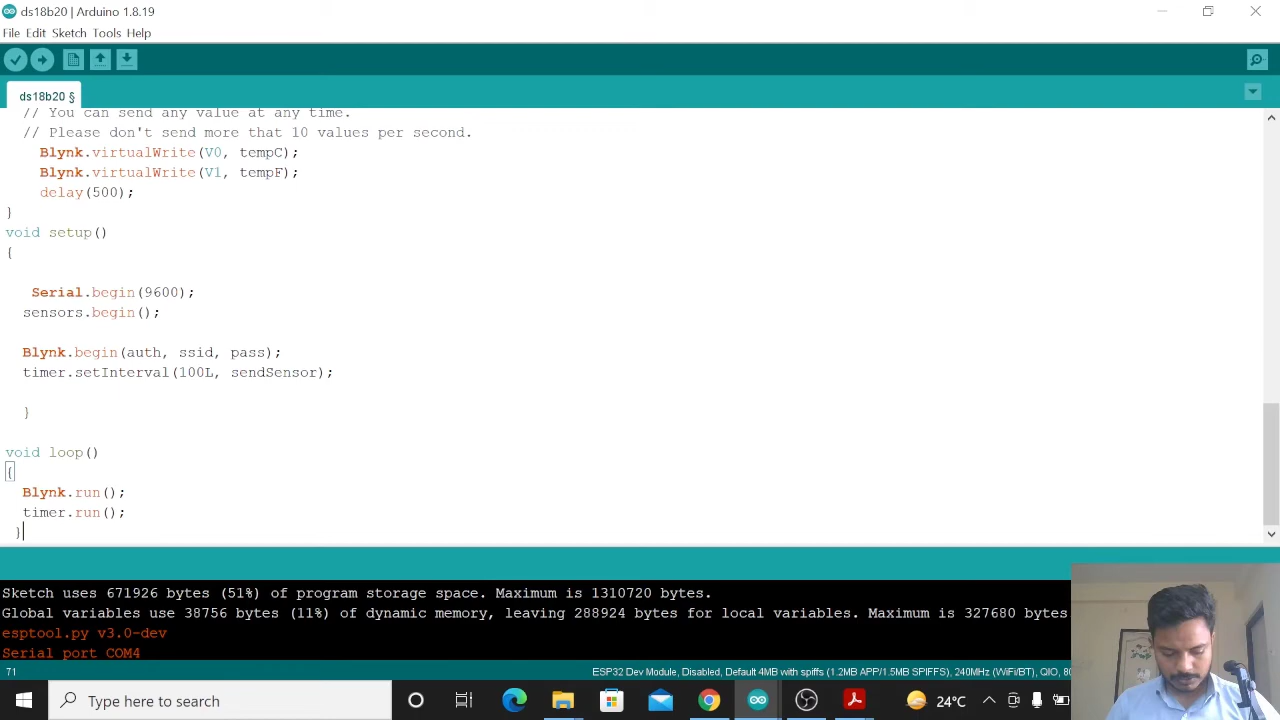 ds18b20 | Arduino 1.8.19
File Edit Sketch Tools Help
ds18b20 §
// You can send any value at any time.
// Please don't send more that 10 values per second.
Blynk.virtualWrite(V0, tempC);
Blynk.virtualWrite(V1, tempF);
delay(500);
}
void setup()
{
Serial.begin(9600);
sensors.begin();
Blynk.begin(auth, ssid, pass);
timer.setInterval(100L, sendSensor);
}
void loop()
{
Blynk.run();
timer.run();
}
Sketch uses 671926 bytes (51%) of program storage space. Maximum is 1310720 bytes.
Global variables use 38756 bytes (11%) of dynamic memory, leaving 288924 bytes for local variables. Maximum is 327680 bytes
esptool.py v3.0-dev
Serial port COM4
71 ESP32 Dev Module, Disabled, Default 4MB with spiffs (1.2MB APP/1.5MB SPIFFS), 240MHz (WiFi/BT), QIO, 80
Type here to search
24°C